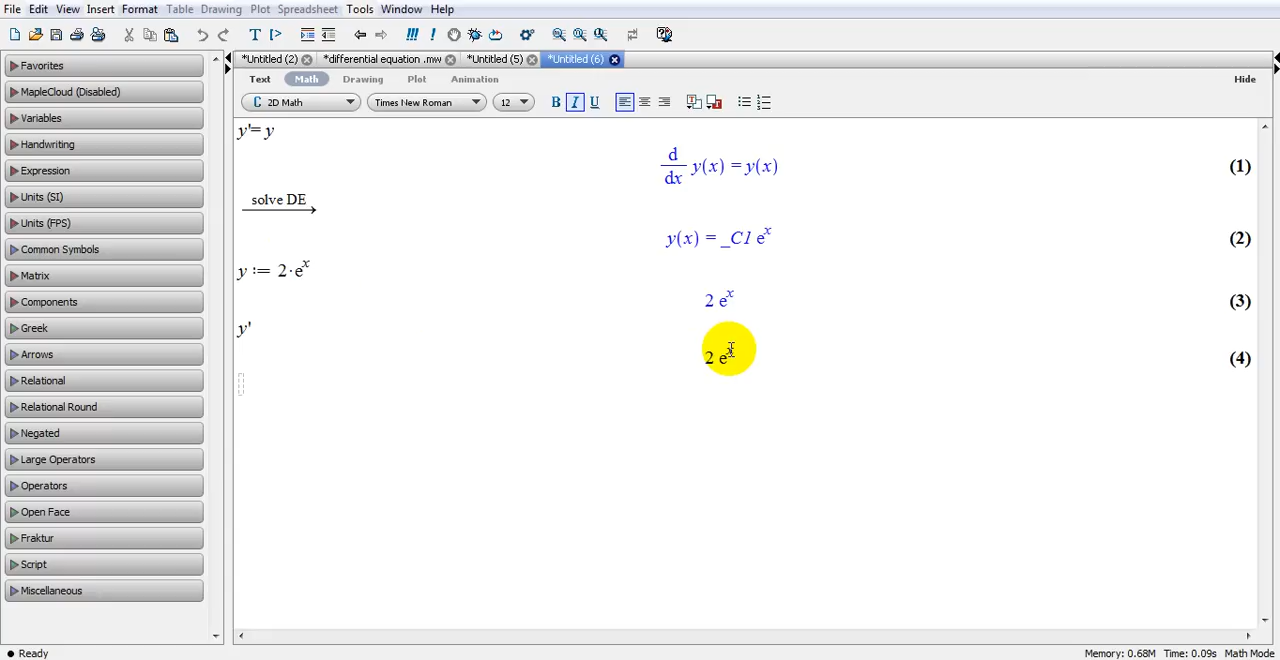 File Edit View Insert Format Table Drawing Plot Spreadsheet Tools Window Help
*Untitled (2) *differential equation .mw *Untitled (5) *Untitled (6)
Text Math Drawing Plot Animation Hide
C 2D Math Times New Roman 12 B I U
Favorites
MapleCloud (Disabled)
Variables
Handwriting
Expression
Units (SI)
Units (FPS)
Common Symbols
Matrix
Components
Greek
Arrows
Relational
Relational Round
Negated
Large Operators
Operators
Open Face
Fraktur
Script
Miscellaneous
y'= y
d/dx y(x) = y(x) (1)
solve DE
y(x) = _C1 e^x (2)
y := 2·e^x
2 e^x (3)
y'
2 e^x (4)
Ready Memory: 0.68M Time: 0.09s Math Mode